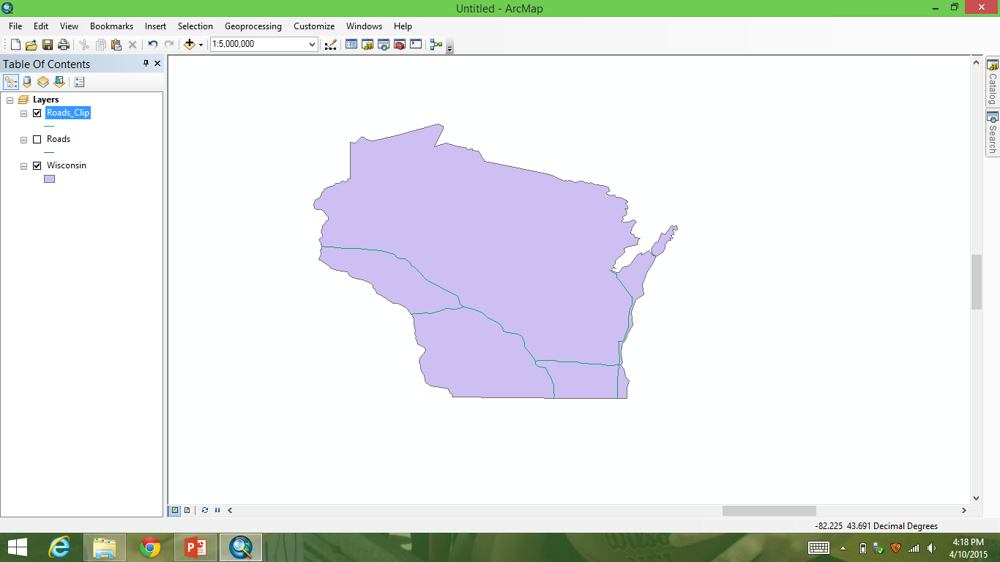 Untitled - ArcMap
File Edit View Bookmarks Insert Selection Geoprocessing Customize Windows Help
1:5,000,000
Table Of Contents
Layers
Roads_Clip
Roads
Wisconsin
Catalog
Search
-82.225 43.691 Decimal Degrees
4:18 PM
4/10/2015